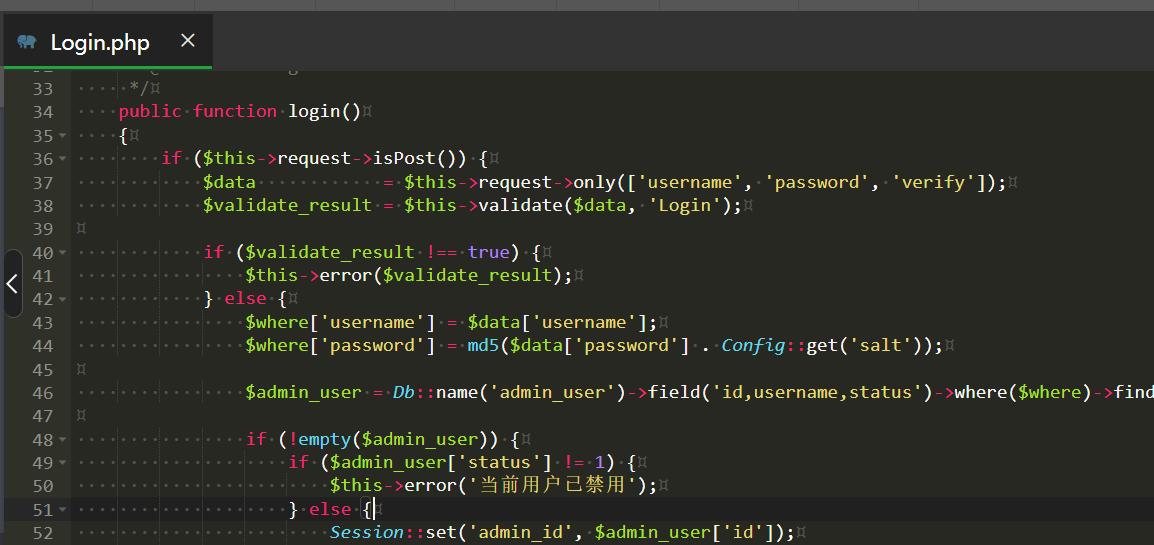 Login.php
33 */
34 public function login()
35 {
36 if ($this->request->isPost()) {
37 $data = $this->request->only(['username', 'password', 'verify']);
38 $validate_result = $this->validate($data, 'Login');
39
40 if ($validate_result !== true) {
41 $this->error($validate_result);
42 } else {
43 $where['username'] = $data['username'];
44 $where['password'] = md5($data['password'] . Config::get('salt'));
45
46 $admin_user = Db::name('admin_user')->field('id,username,status')->where($where)->find
47
48 if (!empty($admin_user)) {
49 if ($admin_user['status'] != 1) {
50 $this->error('当前用户已禁用');
51 } else {
52 Session::set('admin_id', $admin_user['id']);